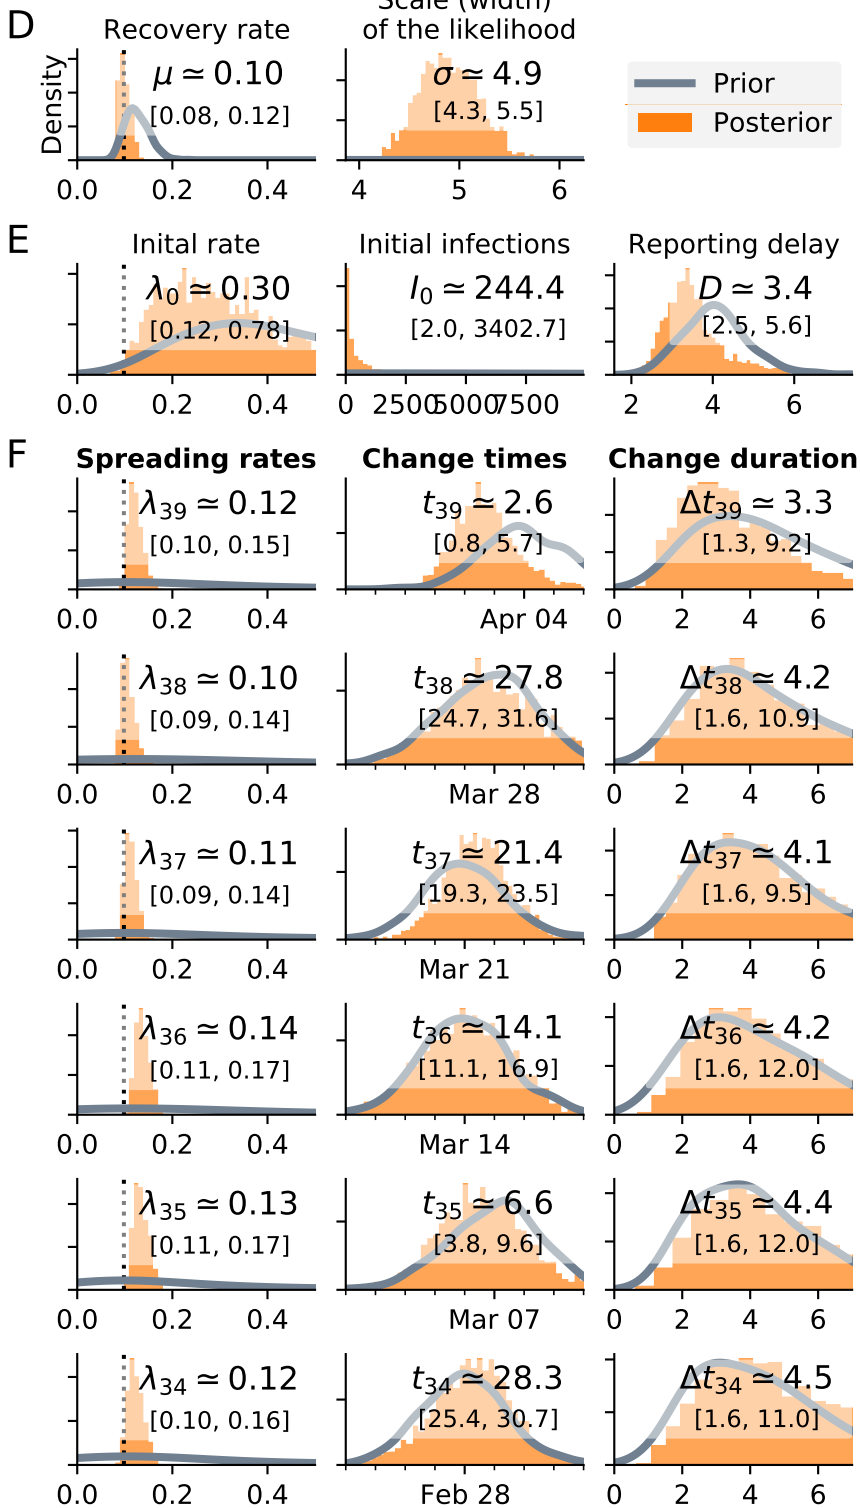 D
Recovery rate
Scale (width)
of the likelihood
Density
μ ≃ 0.10
[0.08, 0.12]
0.0 0.2 0.4
σ ≃ 4.9
[4.3, 5.5]
4 5 6
Prior
Posterior
E
Inital rate
λ0 ≃ 0.30
[0.12, 0.78]
0.0 0.2 0.4
Initial infections
I0 ≃ 244.4
[2.0, 3402.7]
0 2500 5000 7500
Reporting delay
D ≃ 3.4
[2.5, 5.6]
2 4 6
F
Spreading rates
Change times
Change duration
λ39 ≃ 0.12
[0.10, 0.15]
0.0 0.2 0.4
t39 ≃ 2.6
[0.8, 5.7]
Apr 04
Δt39 ≃ 3.3
[1.3, 9.2]
0 2 4 6
λ38 ≃ 0.10
[0.09, 0.14]
0.0 0.2 0.4
t38 ≃ 27.8
[24.7, 31.6]
Mar 28
Δt38 ≃ 4.2
[1.6, 10.9]
0 2 4 6
λ37 ≃ 0.11
[0.09, 0.14]
0.0 0.2 0.4
t37 ≃ 21.4
[19.3, 23.5]
Mar 21
Δt37 ≃ 4.1
[1.6, 9.5]
0 2 4 6
λ36 ≃ 0.14
[0.11, 0.17]
0.0 0.2 0.4
t36 ≃ 14.1
[11.1, 16.9]
Mar 14
Δt36 ≃ 4.2
[1.6, 12.0]
0 2 4 6
λ35 ≃ 0.13
[0.11, 0.17]
0.0 0.2 0.4
t35 ≃ 6.6
[3.8, 9.6]
Mar 07
Δt35 ≃ 4.4
[1.6, 12.0]
0 2 4 6
λ34 ≃ 0.12
[0.10, 0.16]
0.0 0.2 0.4
t34 ≃ 28.3
[25.4, 30.7]
Feb 28
Δt34 ≃ 4.5
[1.6, 11.0]
0 2 4 6